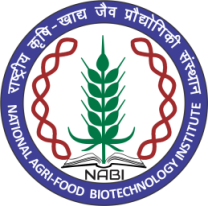 राष्ट्रीय कृषि-खाद्य जैव प्रौद्योगिकी संस्थान
NABI
NATIONAL AGRI-FOOD BIOTECHNOLOGY INSTITUTE